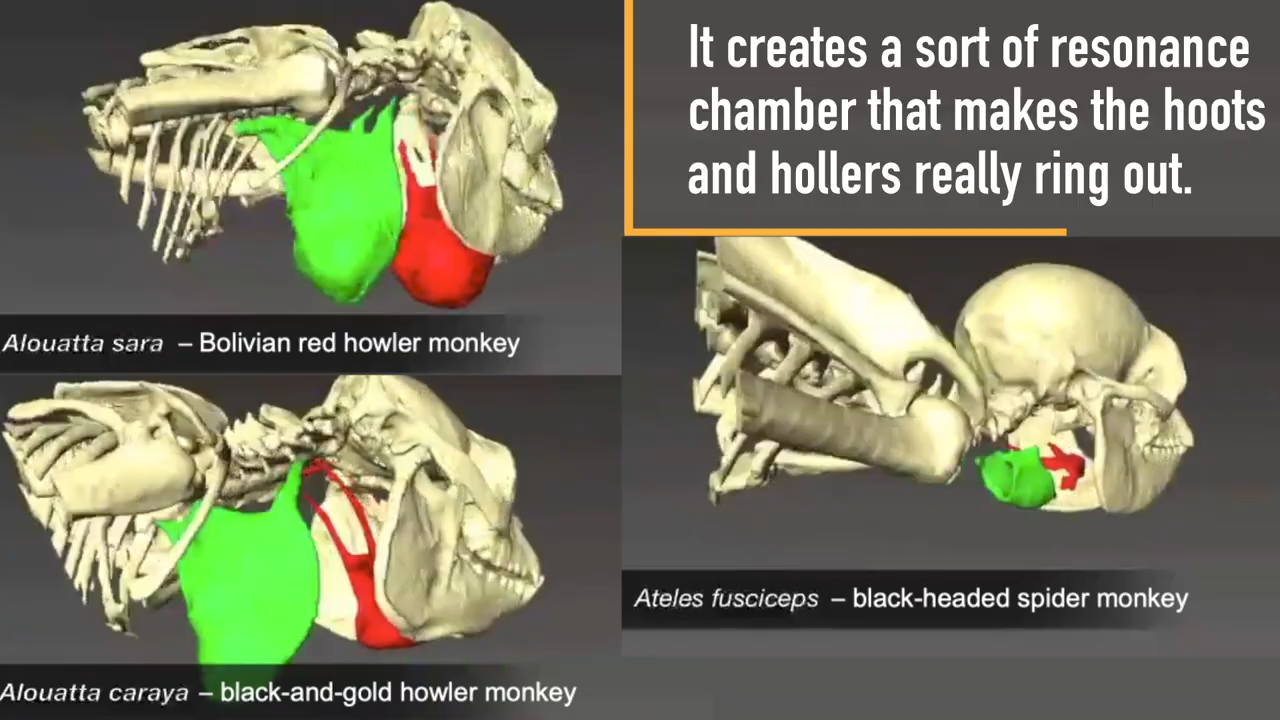 It creates a sort of resonance
chamber that makes the hoots
and hollers really ring out.
Alouatta sara – Bolivian red howler monkey
Ateles fusciceps – black-headed spider monkey
Alouatta caraya – black-and-gold howler monkey